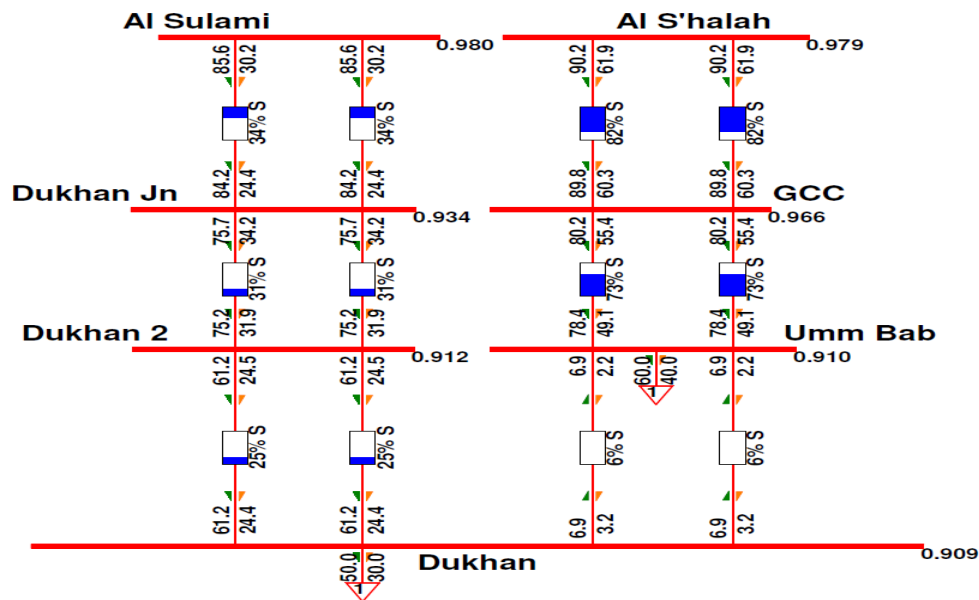 Al Sulami
Al S'halah
0.980
0.979
85.6 30.2
85.6 30.2
90.2 61.9
90.2 61.9
34% S
34% S
82% S
82% S
84.2 24.4
84.2 24.4
89.8 60.3
89.8 60.3
Dukhan Jn
GCC
0.934
0.966
75.7 34.2
75.7 34.2
80.2 55.4
80.2 55.4
31% S
31% S
73% S
73% S
75.2 31.9
75.2 31.9
78.4 49.1
78.4 49.1
Dukhan 2
Umm Bab
0.912
0.910
61.2 24.5
61.2 24.5
6.9 2.2
60.0 40.0
6.9 2.2
1
25% S
25% S
6% S
6% S
61.2 24.4
61.2 24.4
6.9 3.2
6.9 3.2
0.909
Dukhan
50.0 30.0
1